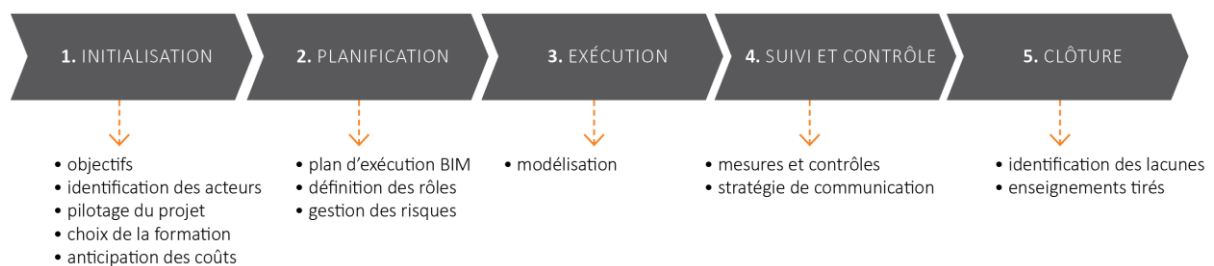 1. INITIALISATION
2. PLANIFICATION
3. EXÉCUTION
4. SUIVI ET CONTRÔLE
5. CLÔTURE
• objectifs
• identification des acteurs
• pilotage du projet
• choix de la formation
• anticipation des coûts
• plan d’exécution BIM
• définition des rôles
• gestion des risques
• modélisation
• mesures et contrôles
• stratégie de communication
• identification des lacunes
• enseignements tirés